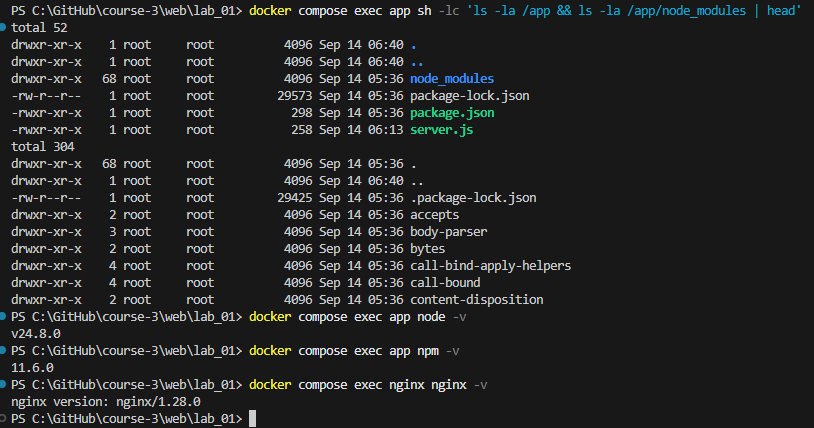 PS C:\GitHub\course-3\web\lab_01> docker compose exec app sh -lc 'ls -la /app && ls -la /app/node_modules | head'
total 52
drwxr-xr-x    1 root     root          4096 Sep 14 06:40 .
drwxr-xr-x    1 root     root          4096 Sep 14 06:40 ..
drwxr-xr-x   68 root     root          4096 Sep 14 05:36 node_modules
-rw-r--r--    1 root     root         29573 Sep 14 05:36 package-lock.json
-rwxr-xr-x    1 root     root           298 Sep 14 05:36 package.json
-rwxr-xr-x    1 root     root           258 Sep 14 06:13 server.js
total 304
drwxr-xr-x   68 root     root          4096 Sep 14 05:36 .
drwxr-xr-x    1 root     root          4096 Sep 14 06:40 ..
-rw-r--r--    1 root     root         29425 Sep 14 05:36 .package-lock.json
drwxr-xr-x    2 root     root          4096 Sep 14 05:36 accepts
drwxr-xr-x    3 root     root          4096 Sep 14 05:36 body-parser
drwxr-xr-x    2 root     root          4096 Sep 14 05:36 bytes
drwxr-xr-x    4 root     root          4096 Sep 14 05:36 call-bind-apply-helpers
drwxr-xr-x    4 root     root          4096 Sep 14 05:36 call-bound
drwxr-xr-x    2 root     root          4096 Sep 14 05:36 content-disposition
PS C:\GitHub\course-3\web\lab_01> docker compose exec app node -v
v24.8.0
PS C:\GitHub\course-3\web\lab_01> docker compose exec app npm -v
11.6.0
PS C:\GitHub\course-3\web\lab_01> docker compose exec nginx nginx -v
nginx version: nginx/1.28.0
PS C:\GitHub\course-3\web\lab_01>